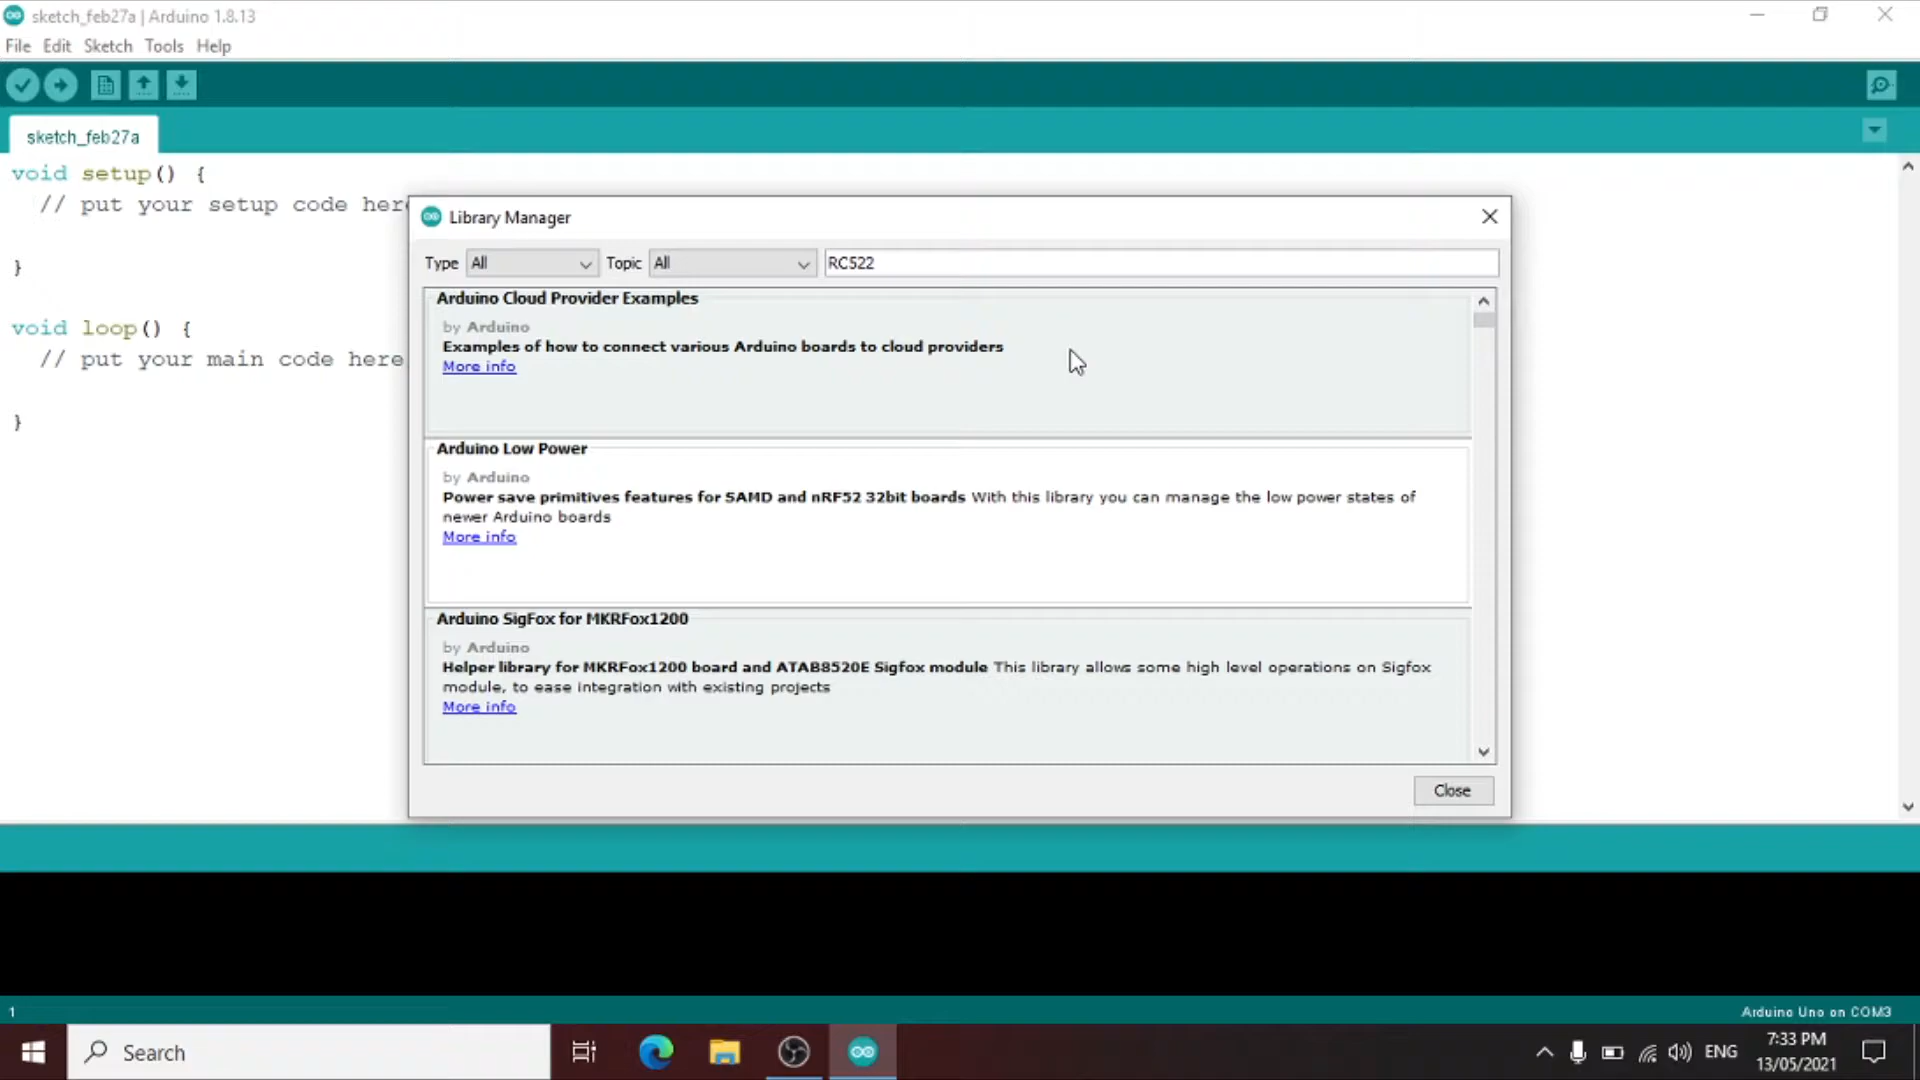 sketch_feb27a | Arduino 1.8.13
File Edit Sketch Tools Help
sketch_feb27a
void setup() {
// put your setup code her
}
void loop() {
// put your main code here
}
Library Manager
Type All Topic All RC522
Arduino Cloud Provider Examples
by Arduino
Examples of how to connect various Arduino boards to cloud providers
More info
Arduino Low Power
by Arduino
Power save primitives features for SAMD and nRF52 32bit boards With this library you can manage the low power states of
newer Arduino boards
More info
Arduino SigFox for MKRFox1200
by Arduino
Helper library for MKRFox1200 board and ATAB8520E Sigfox module This library allows some high level operations on Sigfox
module, to ease integration with existing projects
More info
Close
1
Arduino Uno on COM3
Search
ENG
7:33 PM
13/05/2021